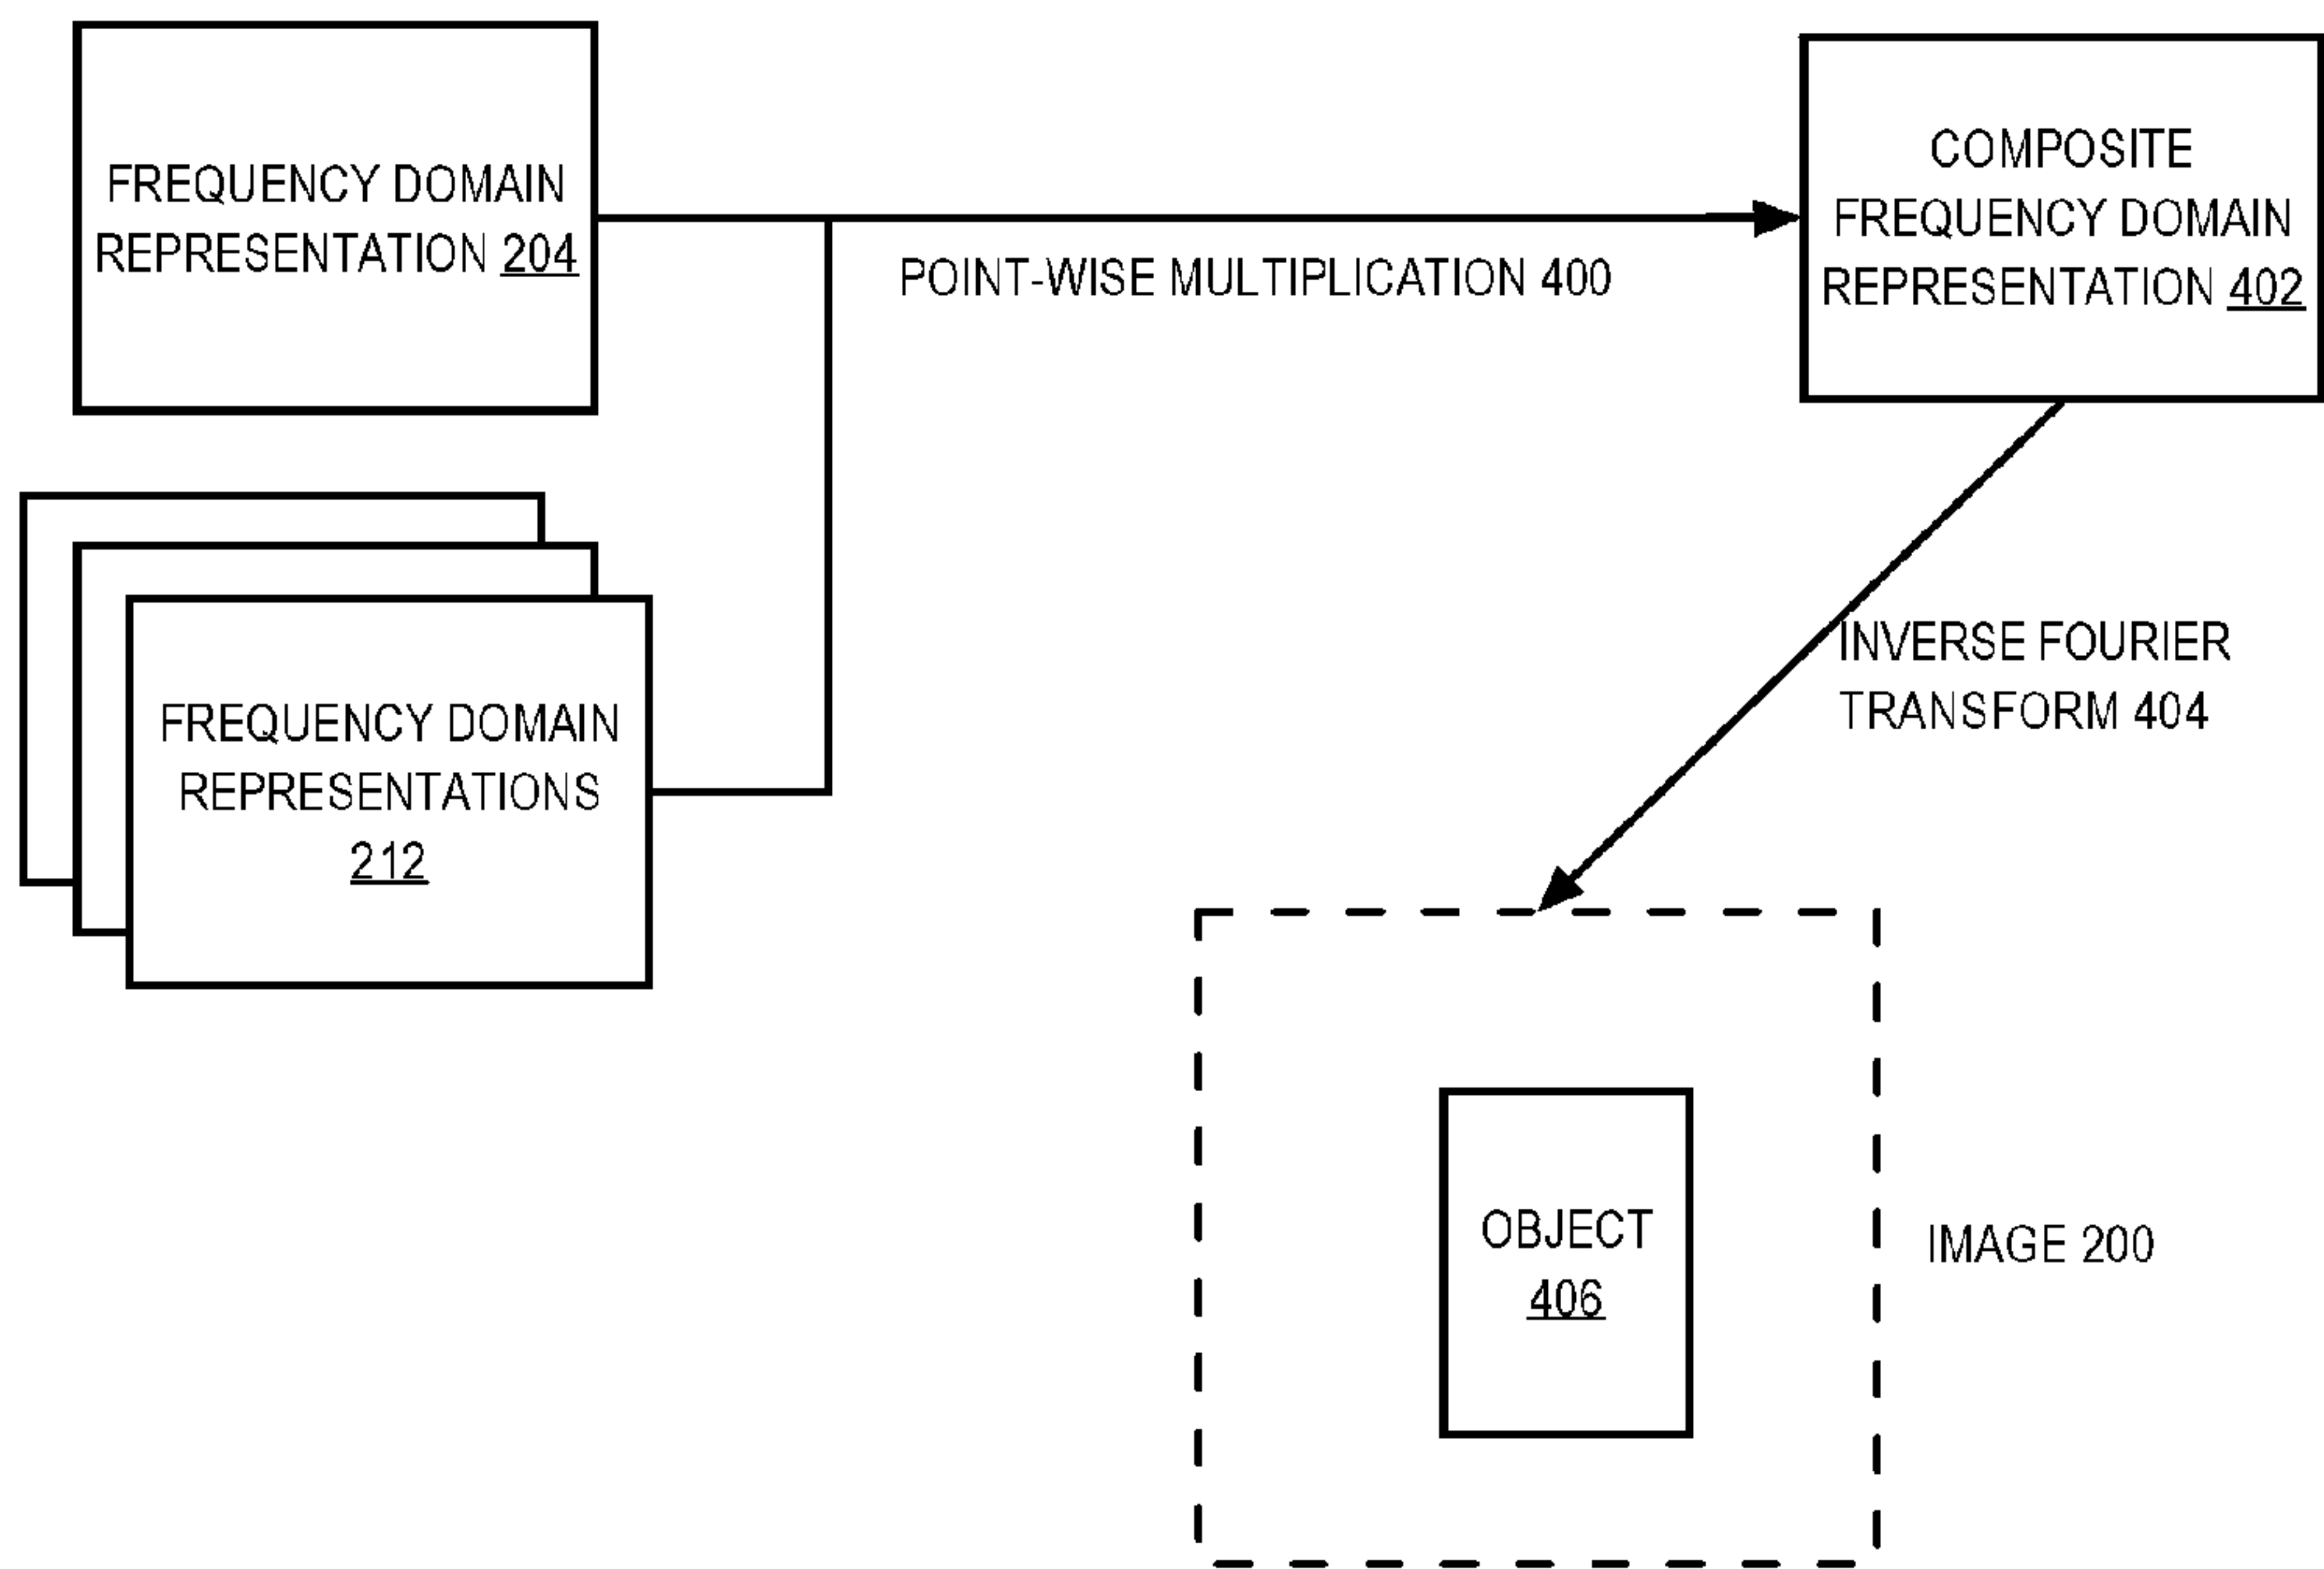 FREQUENCY DOMAIN
REPRESENTATION 204
COMPOSITE
FREQUENCY DOMAIN
REPRESENTATION 402
POINT-WISE MULTIPLICATION 400
FREQUENCY DOMAIN
REPRESENTATIONS
212
INVERSE FOURIER
TRANSFORM 404
OBJECT
406
IMAGE 200